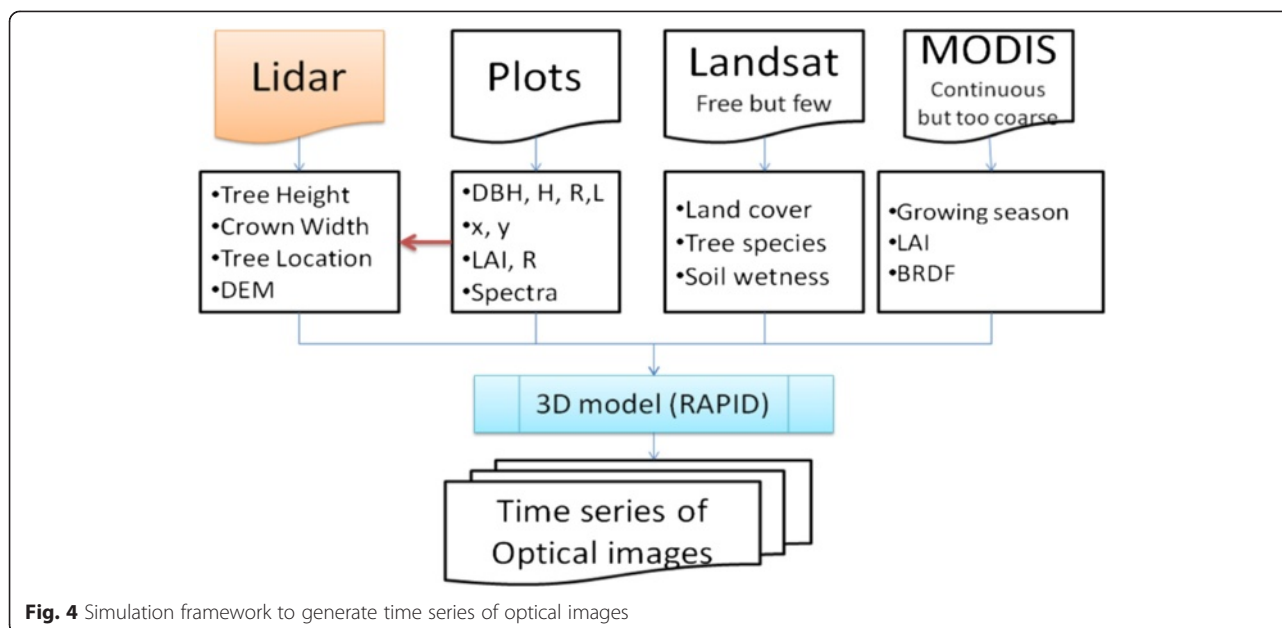 Lidar
Plots
Landsat
Free but few
MODIS
Continuous
but too coarse
•Tree Height
•Crown Width
•Tree Location
•DEM
•DBH, H, R,L
•x, y
•LAI, R
•Spectra
•Land cover
•Tree species
•Soil wetness
•Growing season
•LAI
•BRDF
3D model (RAPID)
Time series of
Optical images
Fig. 4 Simulation framework to generate time series of optical images